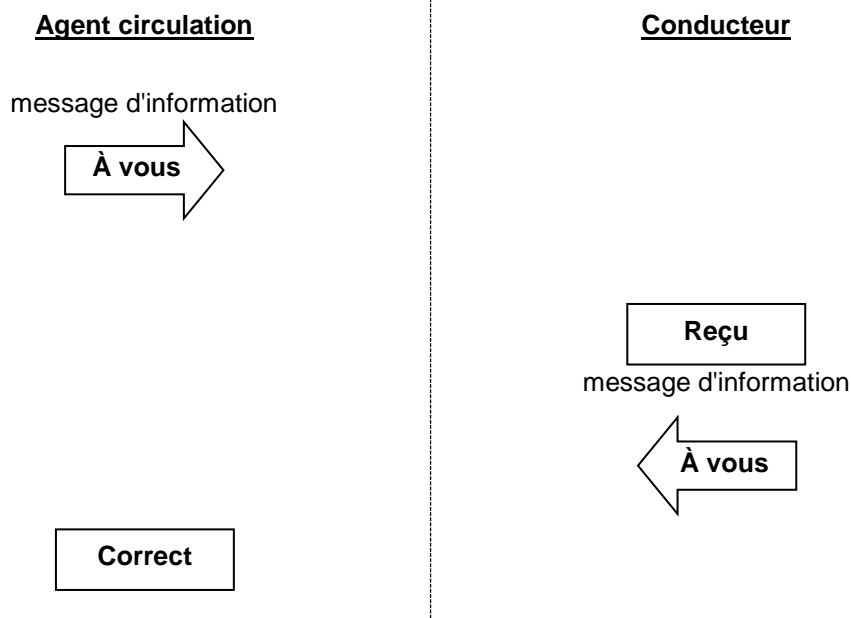 Agent circulation
Conducteur
message d'information
À vous
Reçu
message d'information
À vous
Correct